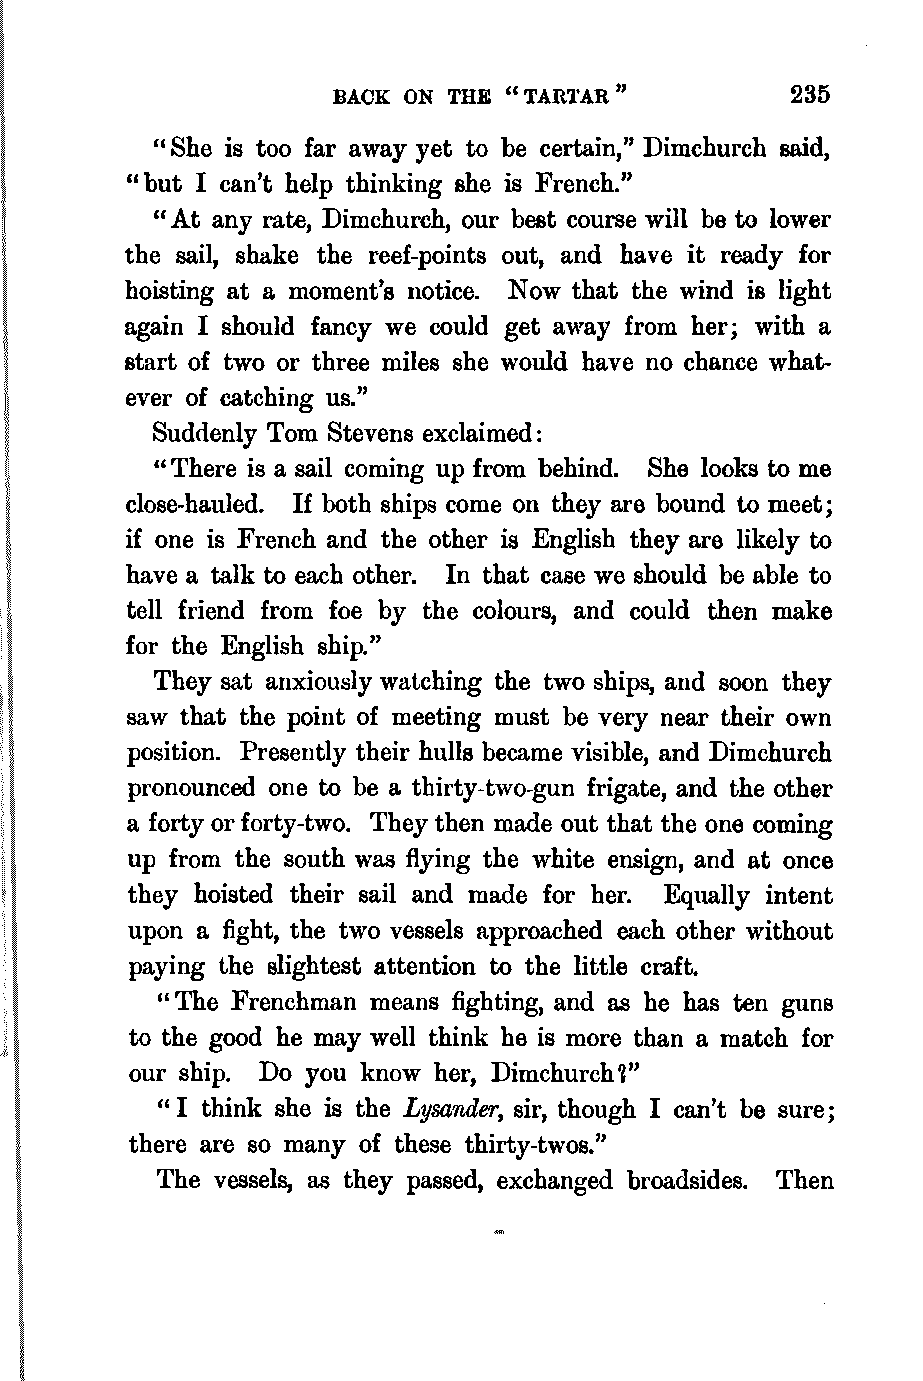 BACK ON THE "TARTAR" 235
"She is too far away yet to be certain," Dimchurch said,
"but I can't help thinking she is French."
"At any rate, Dimchurch, our best course will be to lower
the sail, shake the reef-points out, and have it ready for
hoisting at a moment's notice. Now that the wind is light
again I should fancy we could get away from her; with a
start of two or three miles she would have no chance what-
ever of catching us."
Suddenly Tom Stevens exclaimed:
"There is a sail coming up from behind. She looks to me
close-hauled. If both ships come on they are bound to meet;
if one is French and the other is English they are likely to
have a talk to each other. In that case we should be able to
tell friend from foe by the colours, and could then make
for the English ship."
They sat anxiously watching the two ships, and soon they
saw that the point of meeting must be very near their own
position. Presently their hulls became visible, and Dimchurch
pronounced one to be a thirty-two-gun frigate, and the other
a forty or forty-two. They then made out that the one coming
up from the south was flying the white ensign, and at once
they hoisted their sail and made for her. Equally intent
upon a fight, the two vessels approached each other without
paying the slightest attention to the little craft.
"The Frenchman means fighting, and as he has ten guns
to the good he may well think he is more than a match for
our ship. Do you know her, Dimchurch?"
"I think she is the Lysander, sir, though I can't be sure;
there are so many of these thirty-twos."
The vessels, as they passed, exchanged broadsides. Then